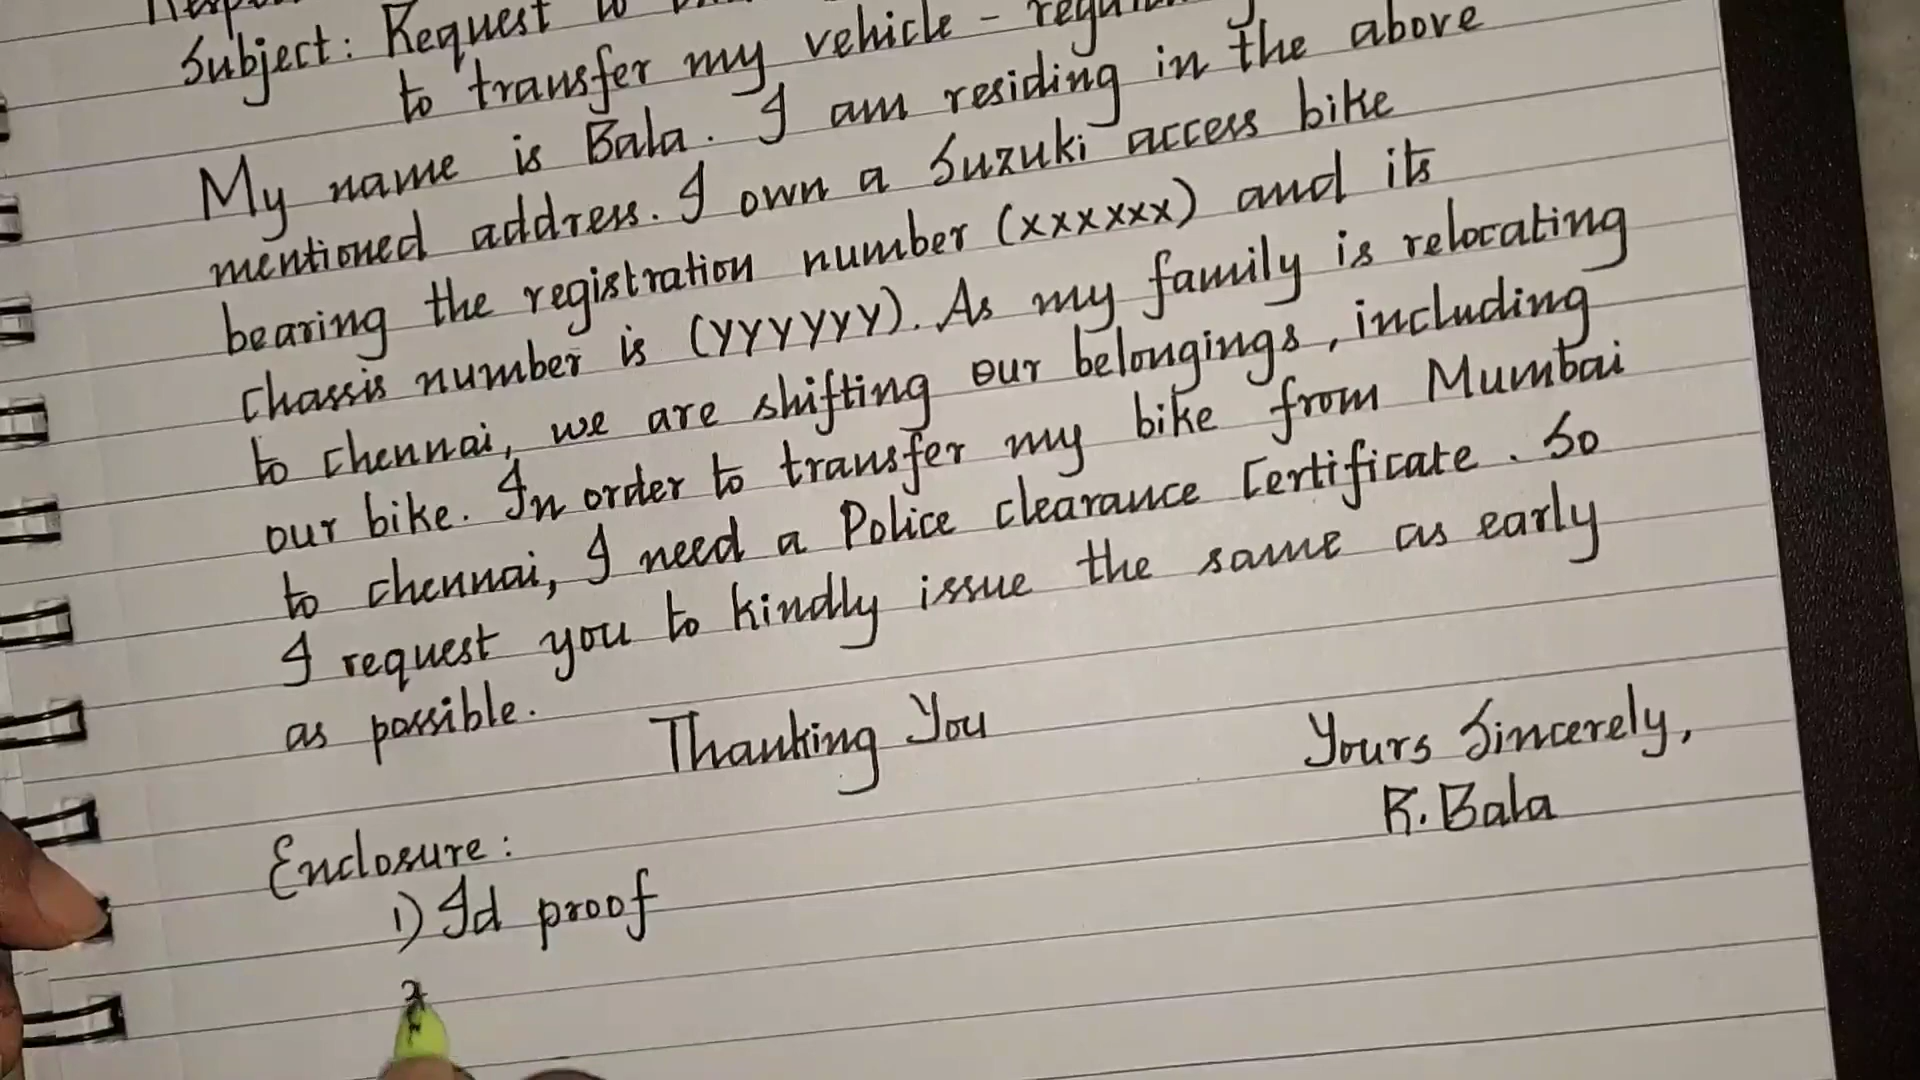 Subject: Request to
to transfer my vehicle - regarding
My name is Bala. I am residing in the above
mentioned address. I own a Suzuki access bike
bearing the registration number (xxxxxx) and its
chassis number is (YYYYYY). As my family is relocating
to chennai, we are shifting our belongings, including
our bike. In order to transfer my bike from Mumbai
to chennai, I need a Police clearance Certificate. So
I request you to kindly issue the same as early
as possible.
Thanking You
Yours Sincerely,
R. Bala
Enclosure:
1) Id proof
2